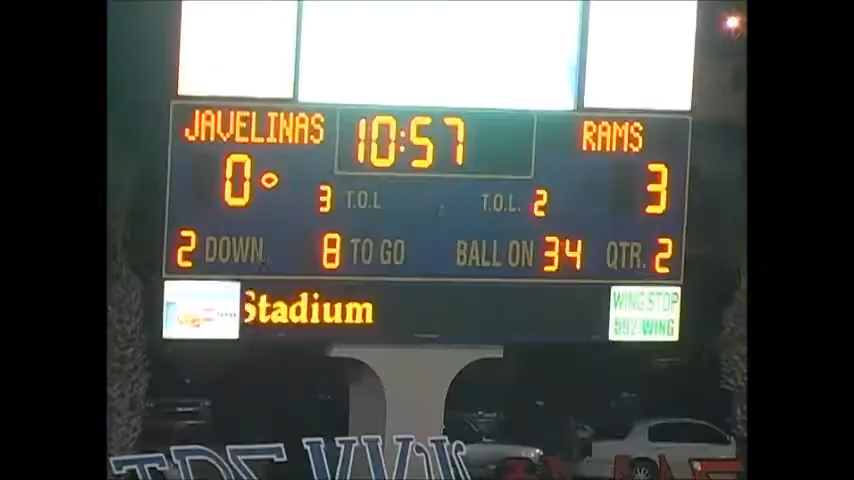 JAVELINAS 10:57 RAMS
0 3 T.O.L T.O.L. 2 3
2 DOWN 8 TO GO BALL ON 34 QTR. 2
Stadium
WING STOP
592-WING